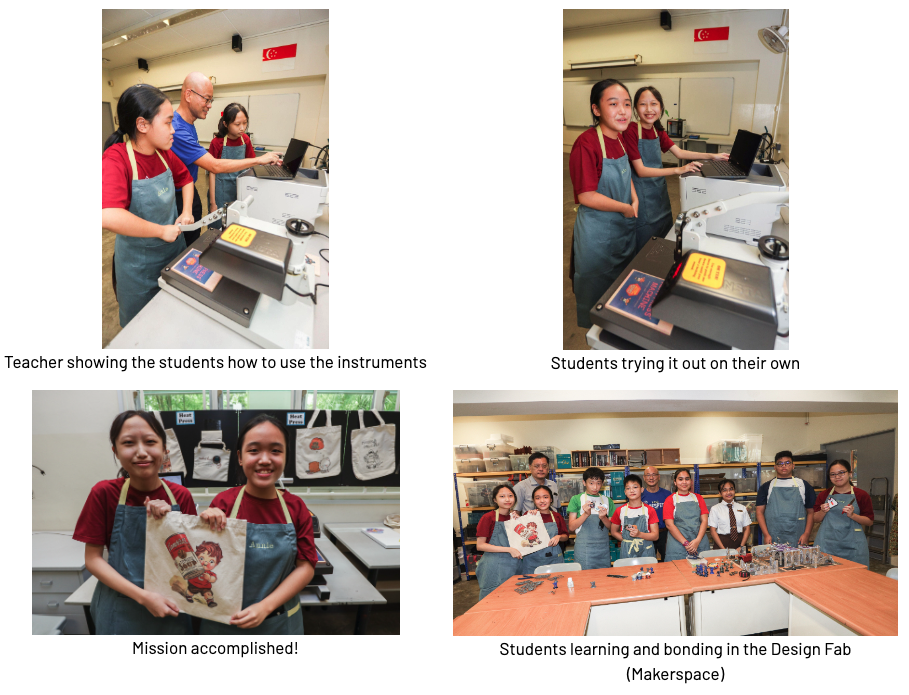 Teacher showing the students how to use the instruments
Students trying it out on their own
Heat
Press
Heat
Press
Mission accomplished!
Students learning and bonding in the Design Fab
(Makerspace)